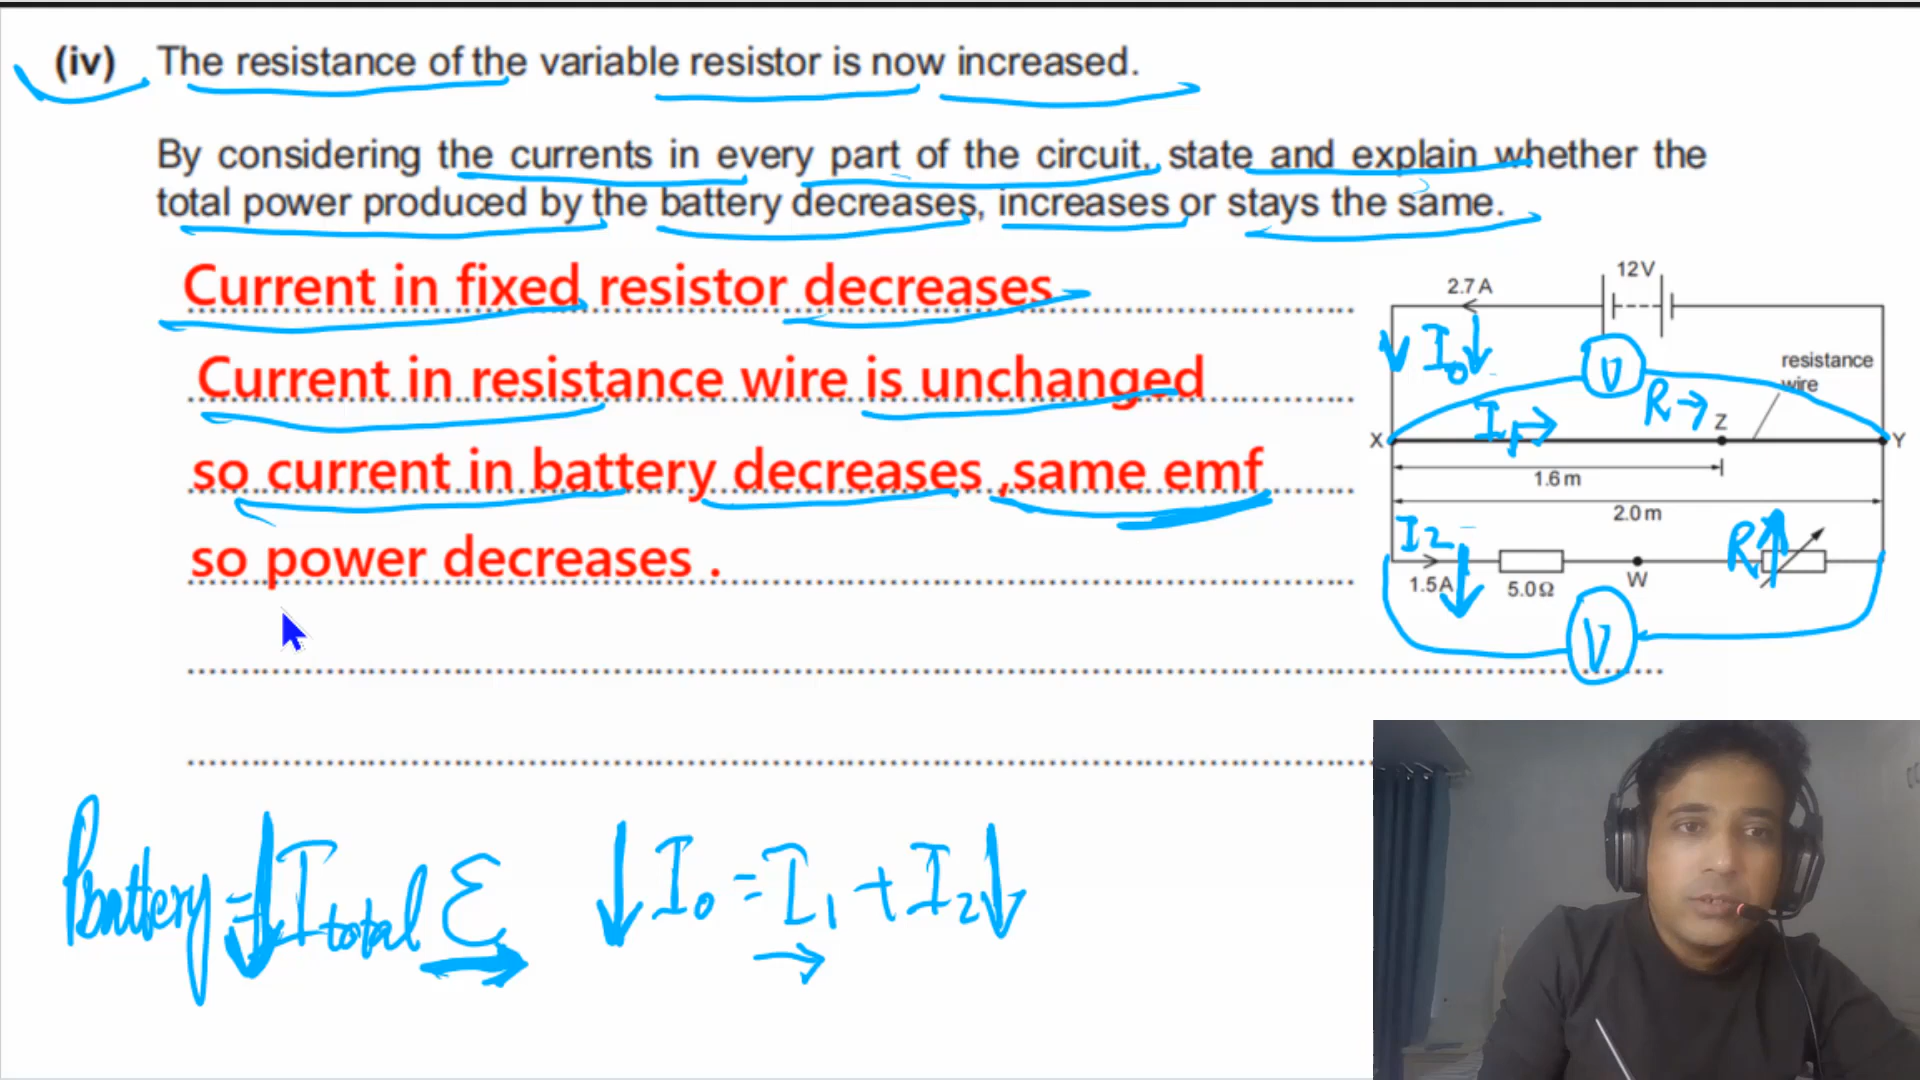 (iv) The resistance of the variable resistor is now increased.
By considering the currents in every part of the circuit, state and explain whether the
total power produced by the battery decreases, increases or stays the same.
Current in fixed resistor decreases
Current in resistance wire is unchanged
so current in battery decreases ,same emf
so power decreases .
12 V
2.7 A
I0
V
resistance
wire
R
I1
Z
X
Y
1.6 m
2.0 m
I2
R
1.5 A
5.0 Ω
W
V
Pbattery = Itotal ℰ
I0 = I1 + I2